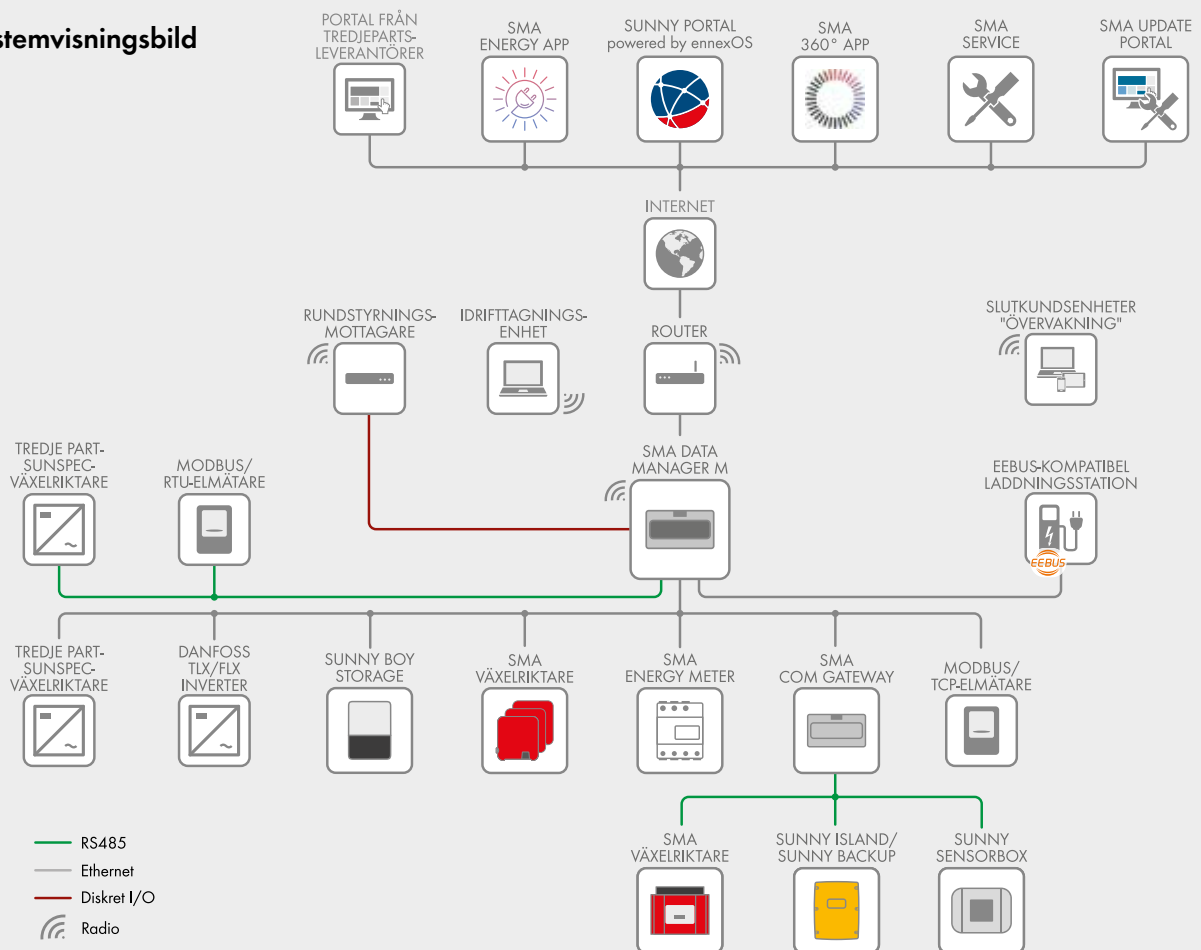 stemvisningsbild
PORTAL FRÅN
TREDJEPARTS-
LEVERANTÖRER
SMA
ENERGY APP
SUNNY PORTAL
powered by ennexOS
SMA
360° APP
SMA
SERVICE
SMA UPDATE
PORTAL
INTERNET
RUNDSTYRNINGS-
MOTTAGARE
IDRIFTTAGNINGS-
ENHET
ROUTER
SLUTKUNDSENHETER
"ÖVERVAKNING"
TREDJE PART-
SUNSPEC-
VÄXELRIKTARE
MODBUS/
RTU-ELMÄTARE
SMA DATA
MANAGER M
EEBUS-KOMPATIBEL
LADDNINGSSTATION
EEBUS
TREDJE PART-
SUNSPEC-
VÄXELRIKTARE
DANFOSS
TLX/FLX
INVERTER
SUNNY BOY
STORAGE
SMA
VÄXELRIKTARE
SMA
ENERGY METER
SMA
COM GATEWAY
MODBUS/
TCP-ELMÄTARE
SMA
VÄXELRIKTARE
SUNNY ISLAND/
SUNNY BACKUP
SUNNY
SENSORBOX
RS485
Ethernet
Diskret I/O
Radio